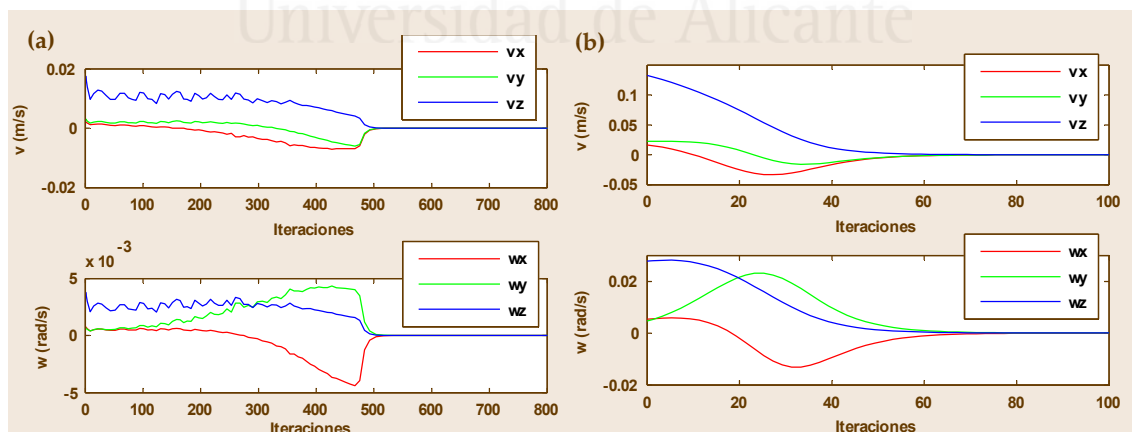 Universidad de Alicante
(a)
vx
vy
vz
0.02
0
-0.02
v (m/s)
0 100 200 300 400 500 600 700 800
Iteraciones
x 10 -3
wx
wy
wz
5
0
-5
w (rad/s)
0 100 200 300 400 500 600 700 800
Iteraciones
(b)
vx
vy
vz
0.1
0.05
0
-0.05
v (m/s)
0 20 40 60 80 100
Iteraciones
wx
wy
wz
0.02
0
-0.02
w (rad/s)
0 20 40 60 80 100
Iteraciones